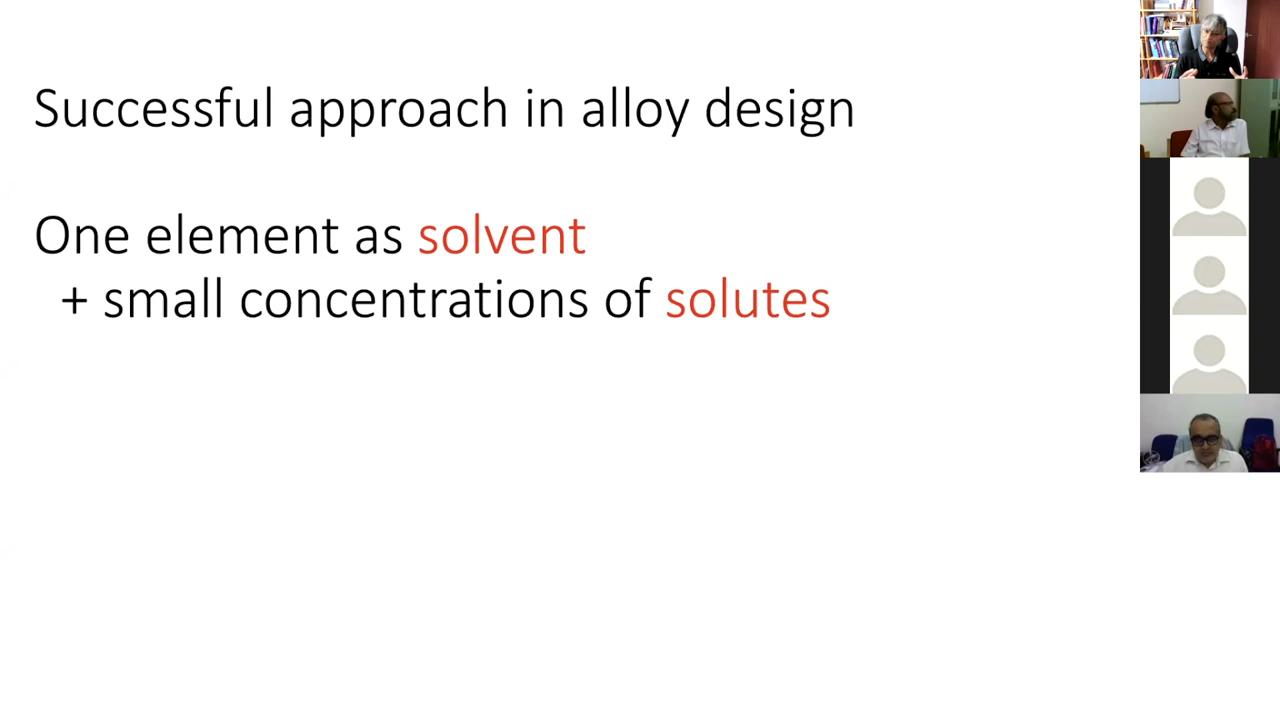 Successful approach in alloy design
One element as solvent
+ small concentrations of solutes